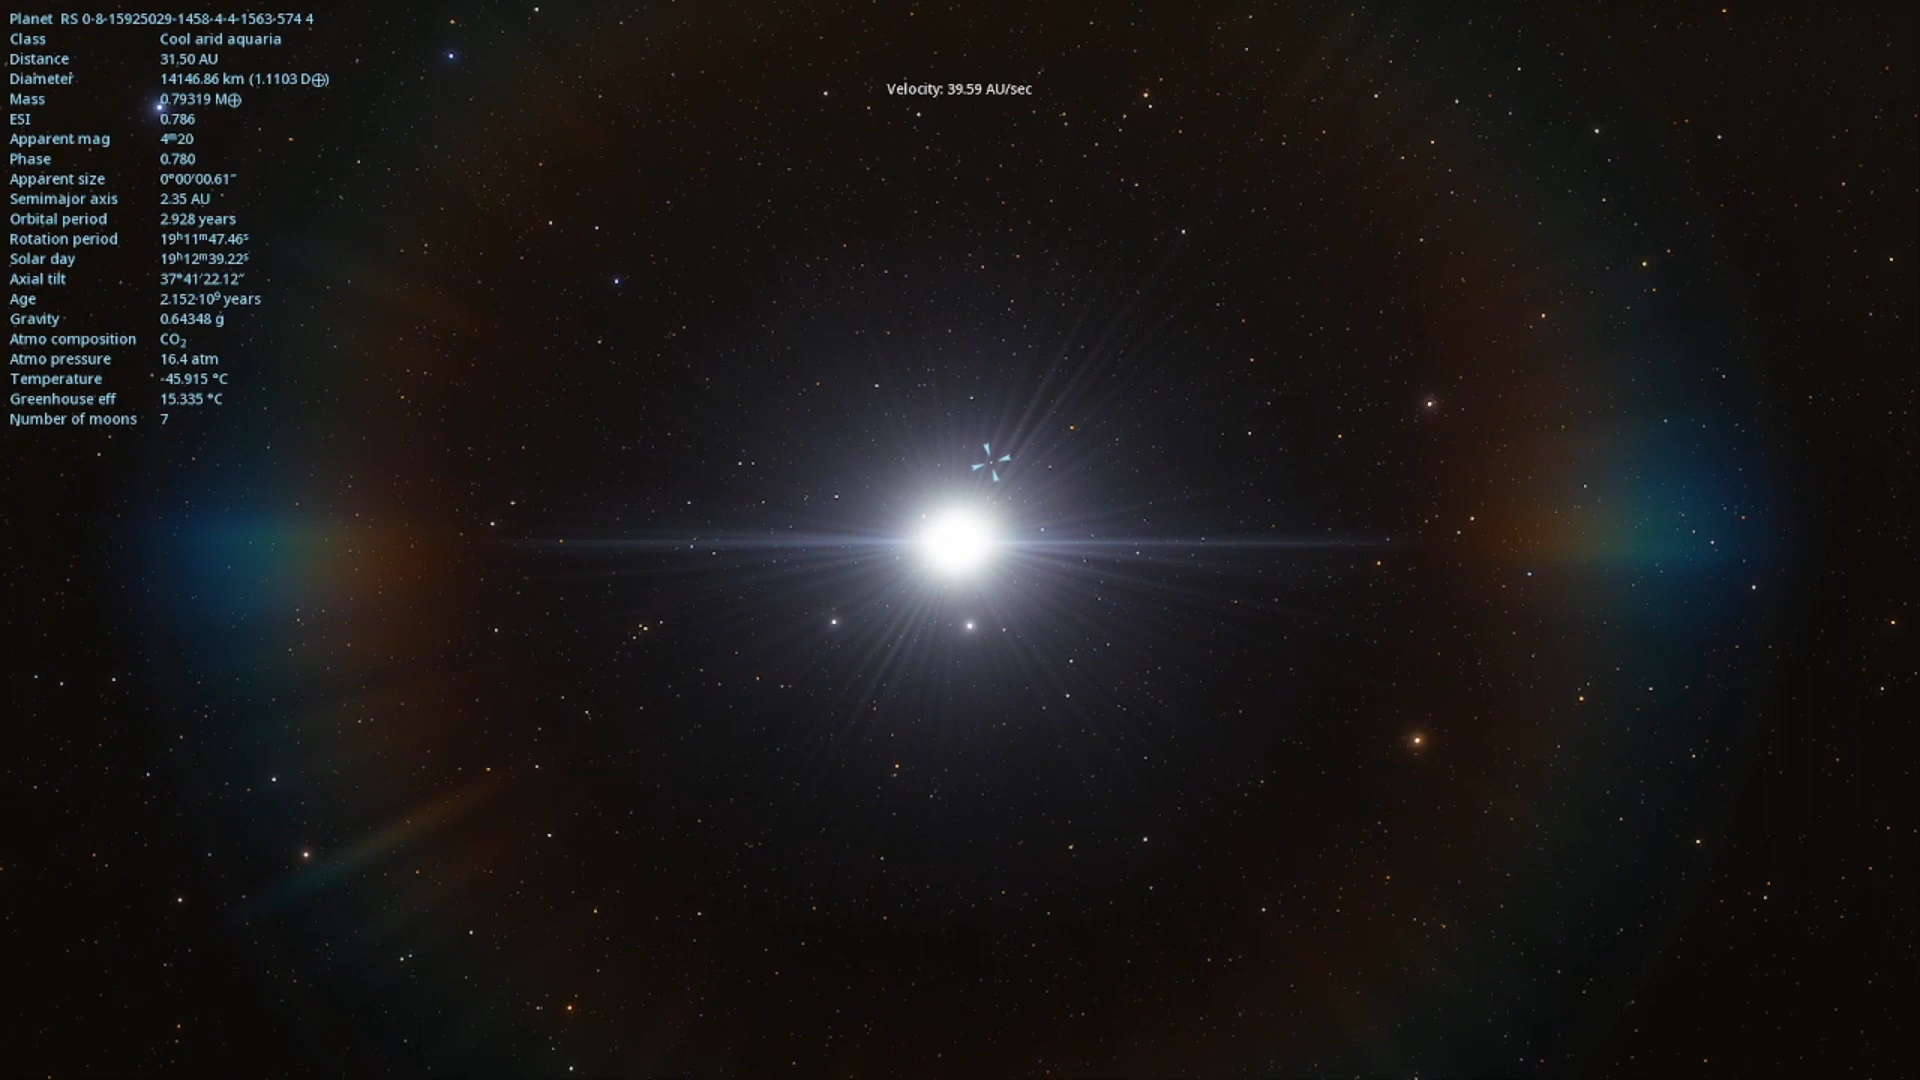 Planet RS 0-8-15925029-1458-4-4-1563-574 4
Class Cool arid aquaria
Distance 31.50 AU
Diameter 14146.86 km (1.1103 D⊕)
Velocity: 39.59 AU/sec
Mass 0.79319 M⊕
ESI 0.786
Apparent mag 4ᵐ20
Phase 0.780
Apparent size 0°00′00.61″
Semimajor axis 2.35 AU
Orbital period 2.928 years
Rotation period 19ʰ11ᵐ47.46ˢ
Solar day 19ʰ12ᵐ39.22ˢ
Axial tilt 37°41′22.12″
Age 2.152·10⁹ years
Gravity 0.64348 g
Atmo composition CO₂
Atmo pressure 16.4 atm
Temperature -45.915 °C
Greenhouse eff 15.335 °C
Number of moons 7